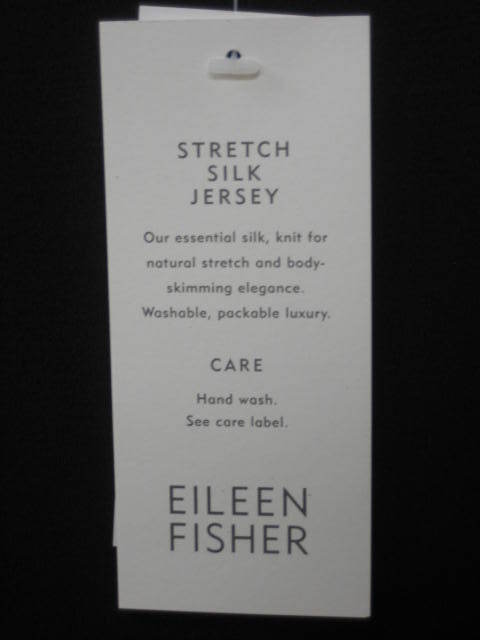 STRETCH
SILK
JERSEY
Our essential silk, knit for
natural stretch and body-
skimming elegance.
Washable, packable luxury.
CARE
Hand wash.
See care label.
EILEEN
FISHER